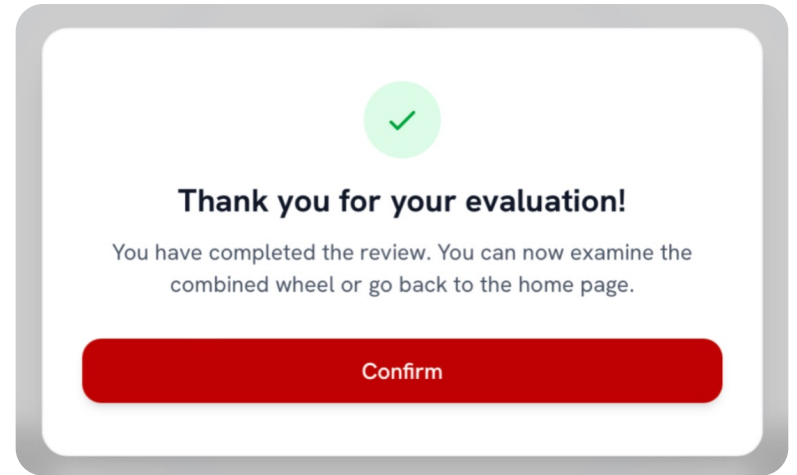 Thank you for your evaluation!
You have completed the review. You can now examine the
combined wheel or go back to the home page.
Confirm